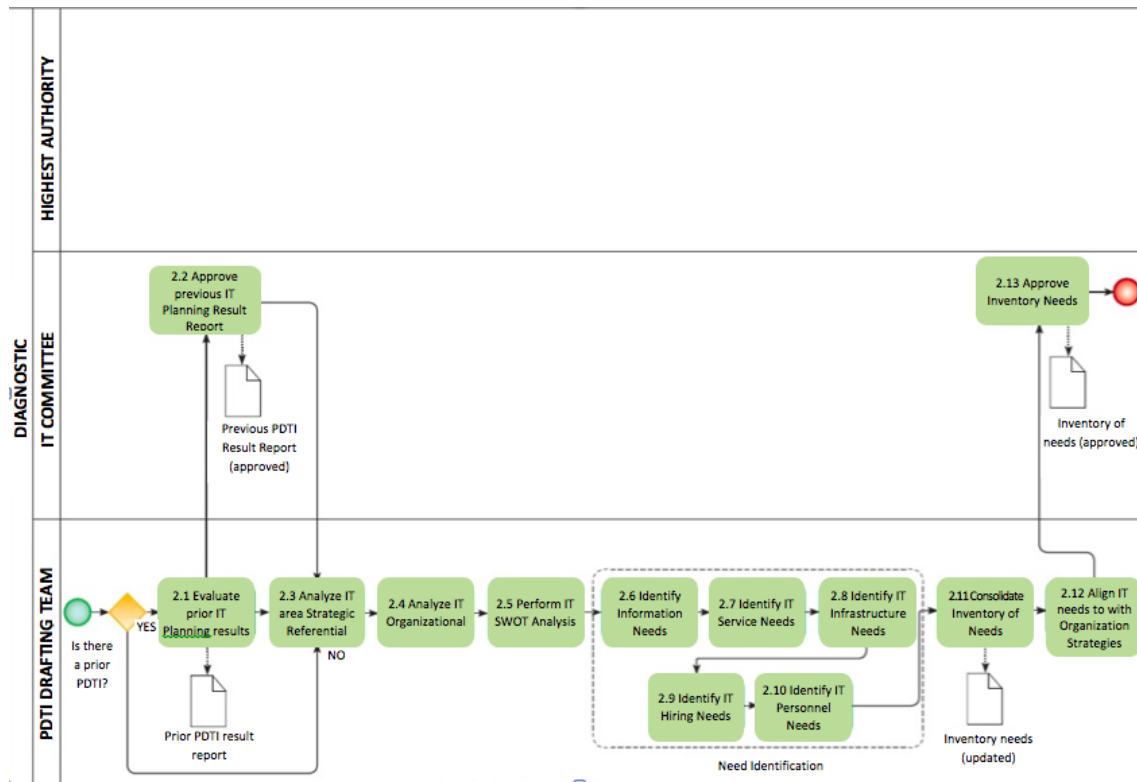 DIAGNOSTIC
HIGHEST AUTHORITY
IT COMMITTEE
2.2 Approve
previous IT
Planning Result
Report
Previous PDTI
Result Report
(approved)
2.13 Approve
Inventory Needs
Inventory of
needs (approved)
PDTI DRAFTING TEAM
Is there
a prior
PDTI?
YES
2.1 Evaluate
prior IT
Planning results
Prior PDTI result
report
2.3 Analyze IT
area Strategic
Referential
NO
2.4 Analyze IT
Organizational
2.5 Perform IT
SWOT Analysis
2.6 Identify
Information
Needs
2.7 Identify IT
Service Needs
2.8 Identify IT
Infrastructure
Needs
2.9 Identify IT
Hiring Needs
2.10 Identify IT
Personnel
Needs
Need Identification
2.11 Consolidate
Inventory of
Needs
Inventory needs
(updated)
2.12 Align IT
needs to with
Organization
Strategies